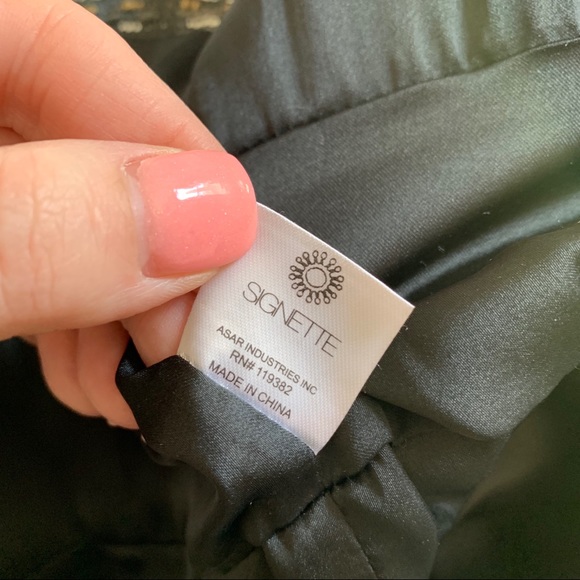 SIGNETTE
ASAR INDUSTRIES INC
RN# 119382
MADE IN CHINA